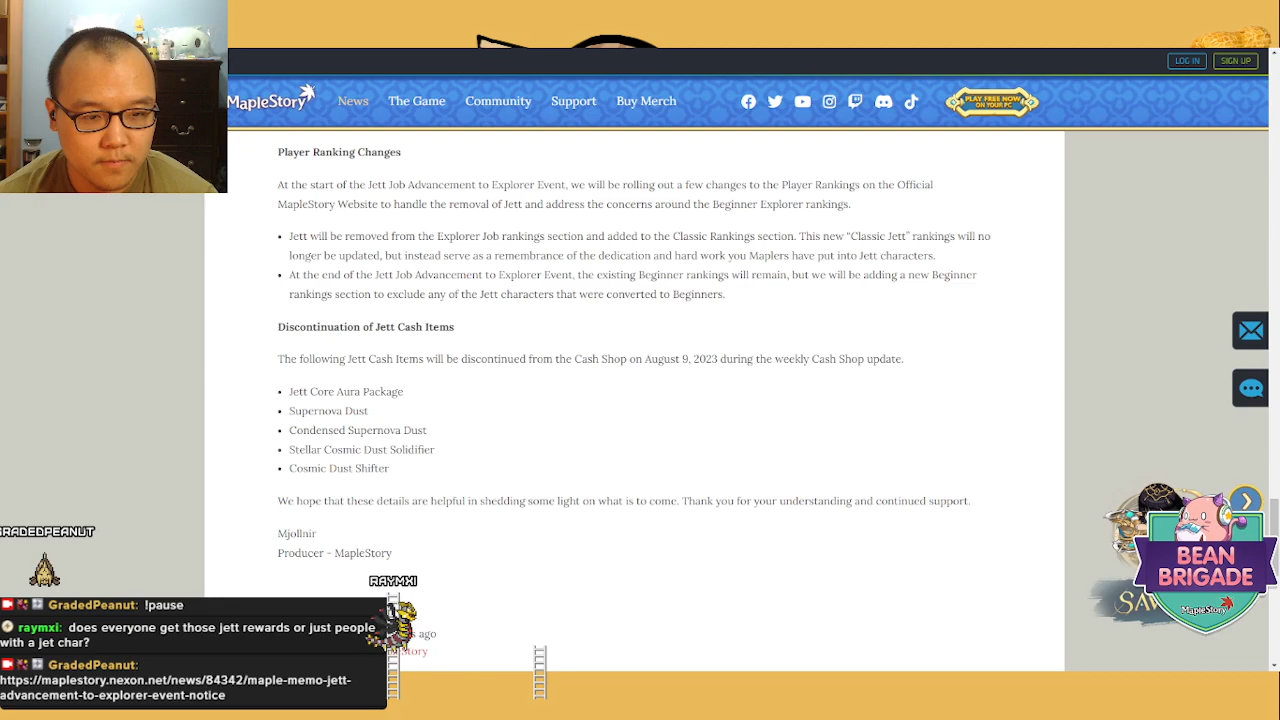 LOG IN
SIGN UP
MapleStory
News
The Game
Community
Support
Buy Merch
PLAY FREE NOW
ON YOUR PC
Player Ranking Changes
At the start of the Jett Job Advancement to Explorer Event, we will be rolling out a few changes to the Player Rankings on the Official
MapleStory Website to handle the removal of Jett and address the concerns around the Beginner Explorer rankings.
• Jett will be removed from the Explorer Job rankings section and added to the Classic Rankings section. This new “Classic Jett” rankings will no
longer be updated, but instead serve as a remembrance of the dedication and hard work you Maplers have put into Jett characters.
• At the end of the Jett Job Advancement to Explorer Event, the existing Beginner rankings will remain, but we will be adding a new Beginner
rankings section to exclude any of the Jett characters that were converted to Beginners.
Discontinuation of Jett Cash Items
The following Jett Cash Items will be discontinued from the Cash Shop on August 9, 2023 during the weekly Cash Shop update.
• Jett Core Aura Package
• Supernova Dust
• Condensed Supernova Dust
• Stellar Cosmic Dust Solidifier
• Cosmic Dust Shifter
We hope that these details are helpful in shedding some light on what is to come. Thank you for your understanding and continued support.
Mjollnir
Producer - MapleStory
GRADEDPEANUT
RAYMXI
GradedPeanut: !pause
raymxi: does everyone get those jett rewards or just people
with a jet char?
GradedPeanut:
https://maplestory.nexon.net/news/84342/maple-memo-jett-
advancement-to-explorer-event-notice
ago
Story
BEAN
BRIGADE
MapleStory